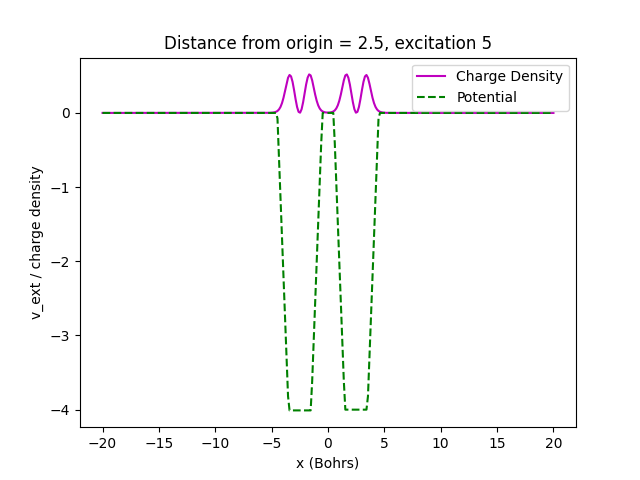 Distance from origin = 2.5, excitation 5
Charge Density
Potential
v_ext / charge density
0
−1
−2
−3
−4
−20
−15
−10
−5
0
5
10
15
20
x (Bohrs)